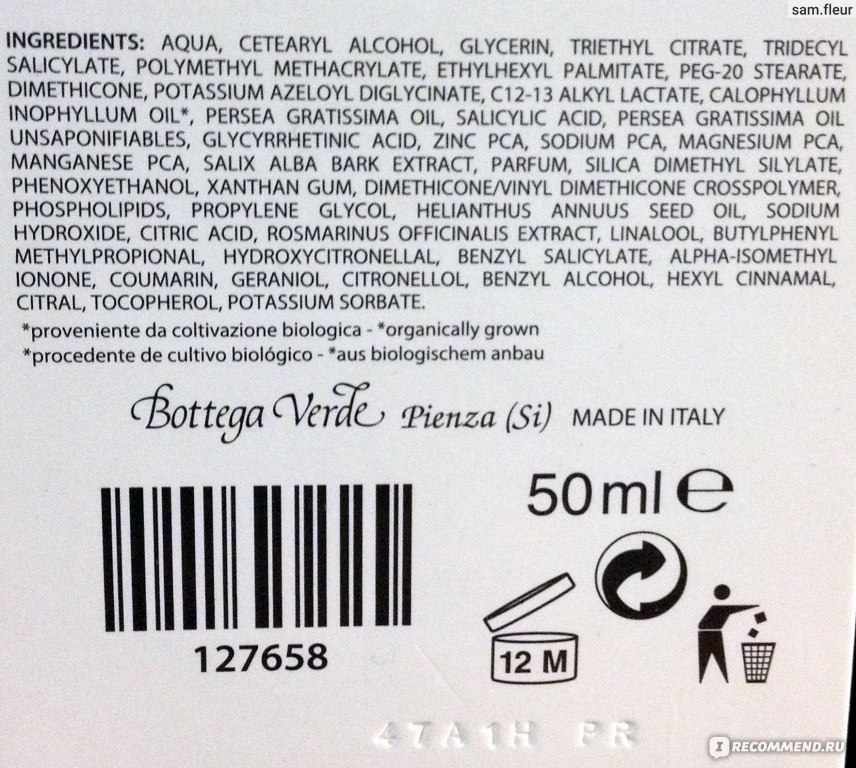 sam.fleur
INGREDIENTS: AQUA, CETEARYL ALCOHOL, GLYCERIN, TRIETHYL CITRATE, TRIDECYL
SALICYLATE, POLYMETHYL METHACRYLATE, ETHYLHEXYL PALMITATE, PEG-20 STEARATE,
DIMETHICONE, POTASSIUM AZELOYL DIGLYCINATE, C12-13 ALKYL LACTATE, CALOPHYLLUM
INOPHYLLUM OIL*, PERSEA GRATISSIMA OIL, SALICYLIC ACID, PERSEA GRATISSIMA OIL
UNSAPONIFIABLES, GLYCYRRHETINIC ACID, ZINC PCA, SODIUM PCA, MAGNESIUM PCA,
MANGANESE PCA, SALIX ALBA BARK EXTRACT, PARFUM, SILICA DIMETHYL SILYLATE,
PHENOXYETHANOL, XANTHAN GUM, DIMETHICONE/VINYL DIMETHICONE CROSSPOLYMER,
PHOSPHOLIPIDS, PROPYLENE GLYCOL, HELIANTHUS ANNUUS SEED OIL, SODIUM
HYDROXIDE, CITRIC ACID, ROSMARINUS OFFICINALIS EXTRACT, LINALOOL, BUTYLPHENYL
METHYLPROPIONAL, HYDROXYCITRONELLAL, BENZYL SALICYLATE, ALPHA-ISOMETHYL
IONONE, COUMARIN, GERANIOL, CITRONELLOL, BENZYL ALCOHOL, HEXYL CINNAMAL,
CITRAL, TOCOPHEROL, POTASSIUM SORBATE.
*proveniente da coltivazione biologica - *organically grown
*procedente de cultivo biológico - *aus biologischem anbau
Bottega Verde Pienza (Si) MADE IN ITALY
50 ml e
12 M
127658
47A1H PR
IRECOMMEND.RU